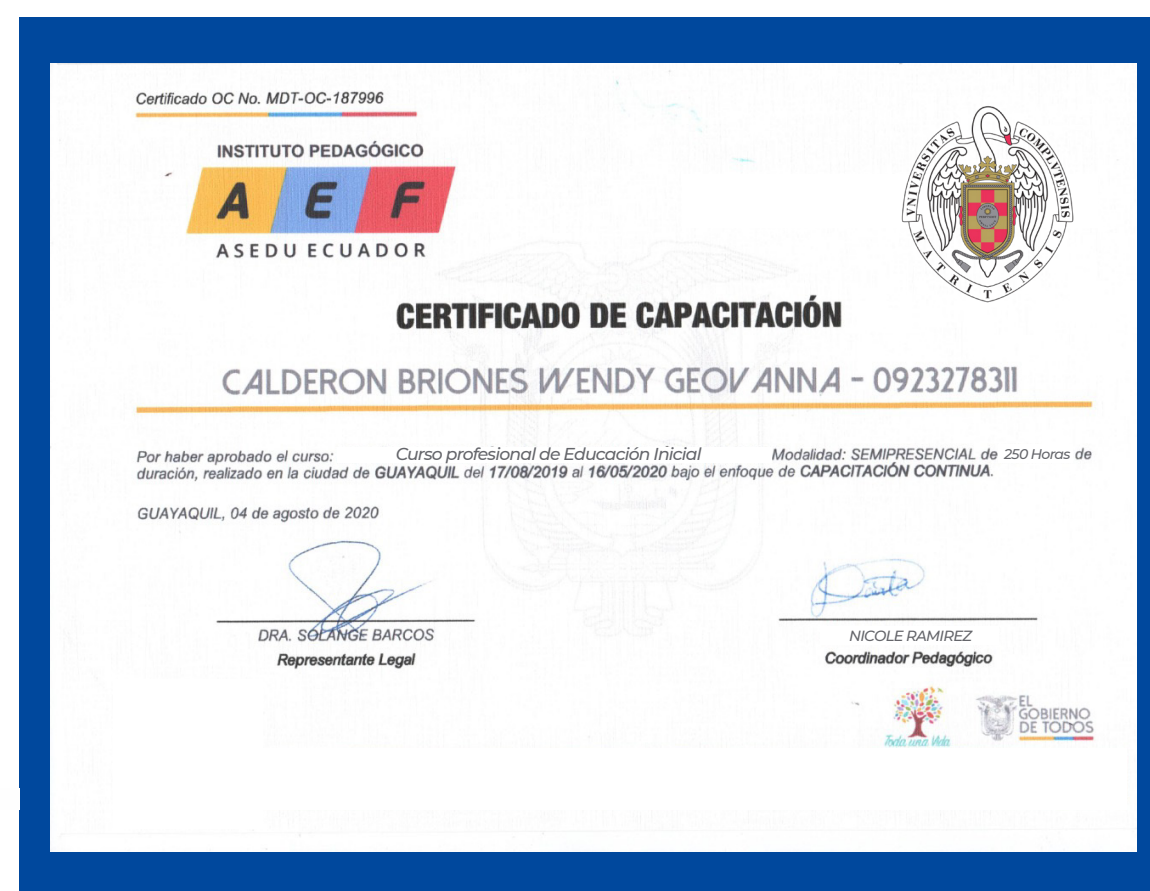 Certificado OC No. MDT-OC-187996
INSTITUTO PEDAGÓGICO
A E F
ASEDU ECUADOR
VNIVERSITAS COMPLVTENSIS
MATRITENSIS
CERTIFICADO DE CAPACITACIÓN
CALDERON BRIONES WENDY GEOVANNA - 0923278311
Por haber aprobado el curso: Curso profesional de Educación Inicial Modalidad: SEMIPRESENCIAL de 250 Horas de
duración, realizado en la ciudad de GUAYAQUIL del 17/08/2019 al 16/05/2020 bajo el enfoque de CAPACITACIÓN CONTINUA.
GUAYAQUIL, 04 de agosto de 2020
DRA. SOLANGE BARCOS
Representante Legal
NICOLE RAMIREZ
Coordinador Pedagógico
Toda una Vida
EL
GOBIERNO
DE TODOS